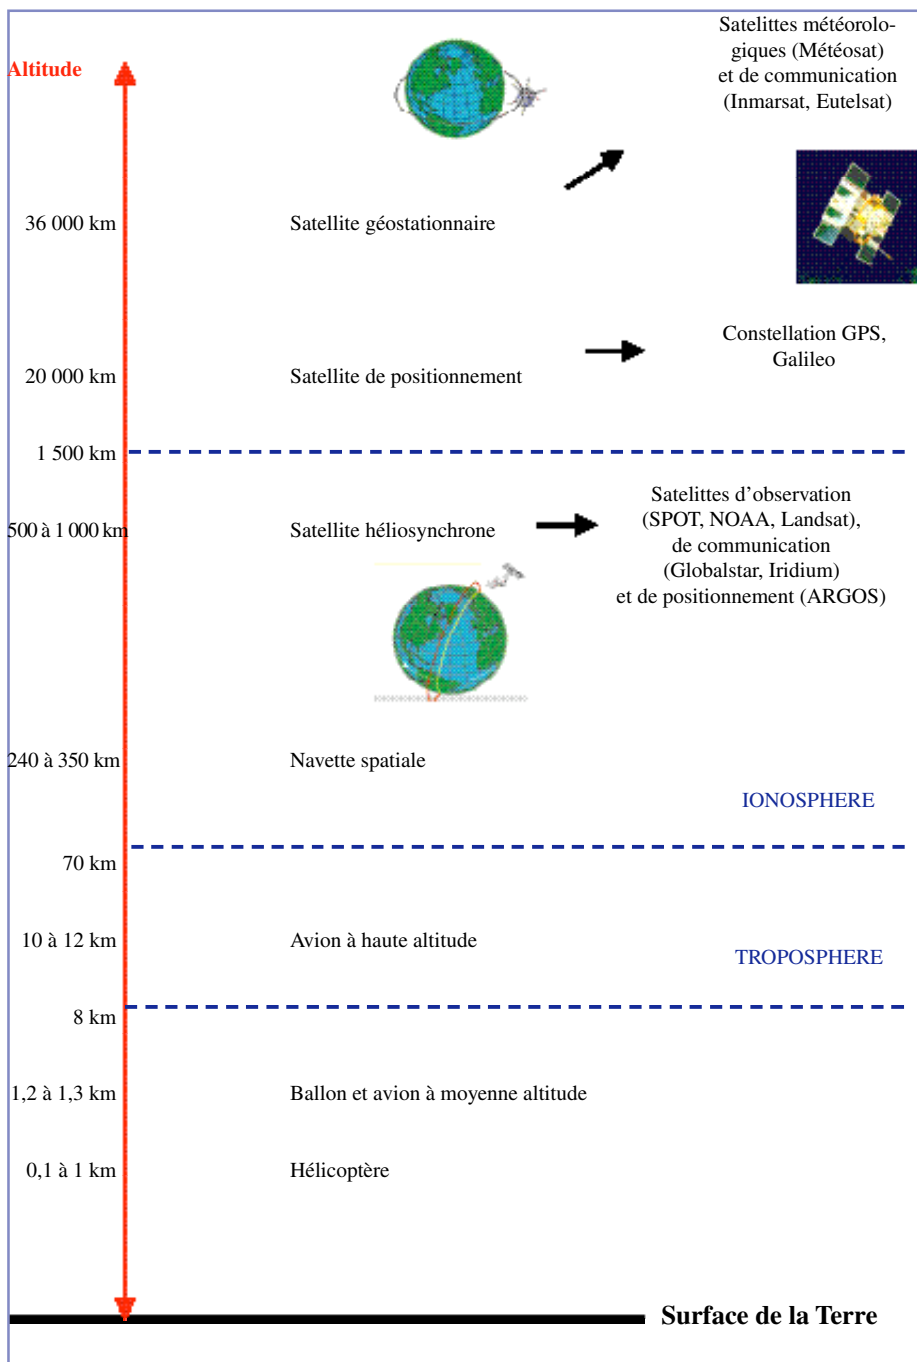 Satelittes météorolo-
giques (Météosat)
et de communication
(Inmarsat, Eutelsat)
Altitude
36 000 km
Satellite géostationnaire
Constellation GPS,
Galileo
20 000 km
Satellite de positionnement
1 500 km
500 à 1 000 km
Satellite héliosynchrone
Satelittes d'observation
(SPOT, NOAA, Landsat),
de communication
(Globalstar, Iridium)
et de positionnement (ARGOS)
240 à 350 km
Navette spatiale
IONOSPHERE
70 km
10 à 12 km
Avion à haute altitude
TROPOSPHERE
8 km
1,2 à 1,3 km
Ballon et avion à moyenne altitude
0,1 à 1 km
Hélicoptère
Surface de la Terre